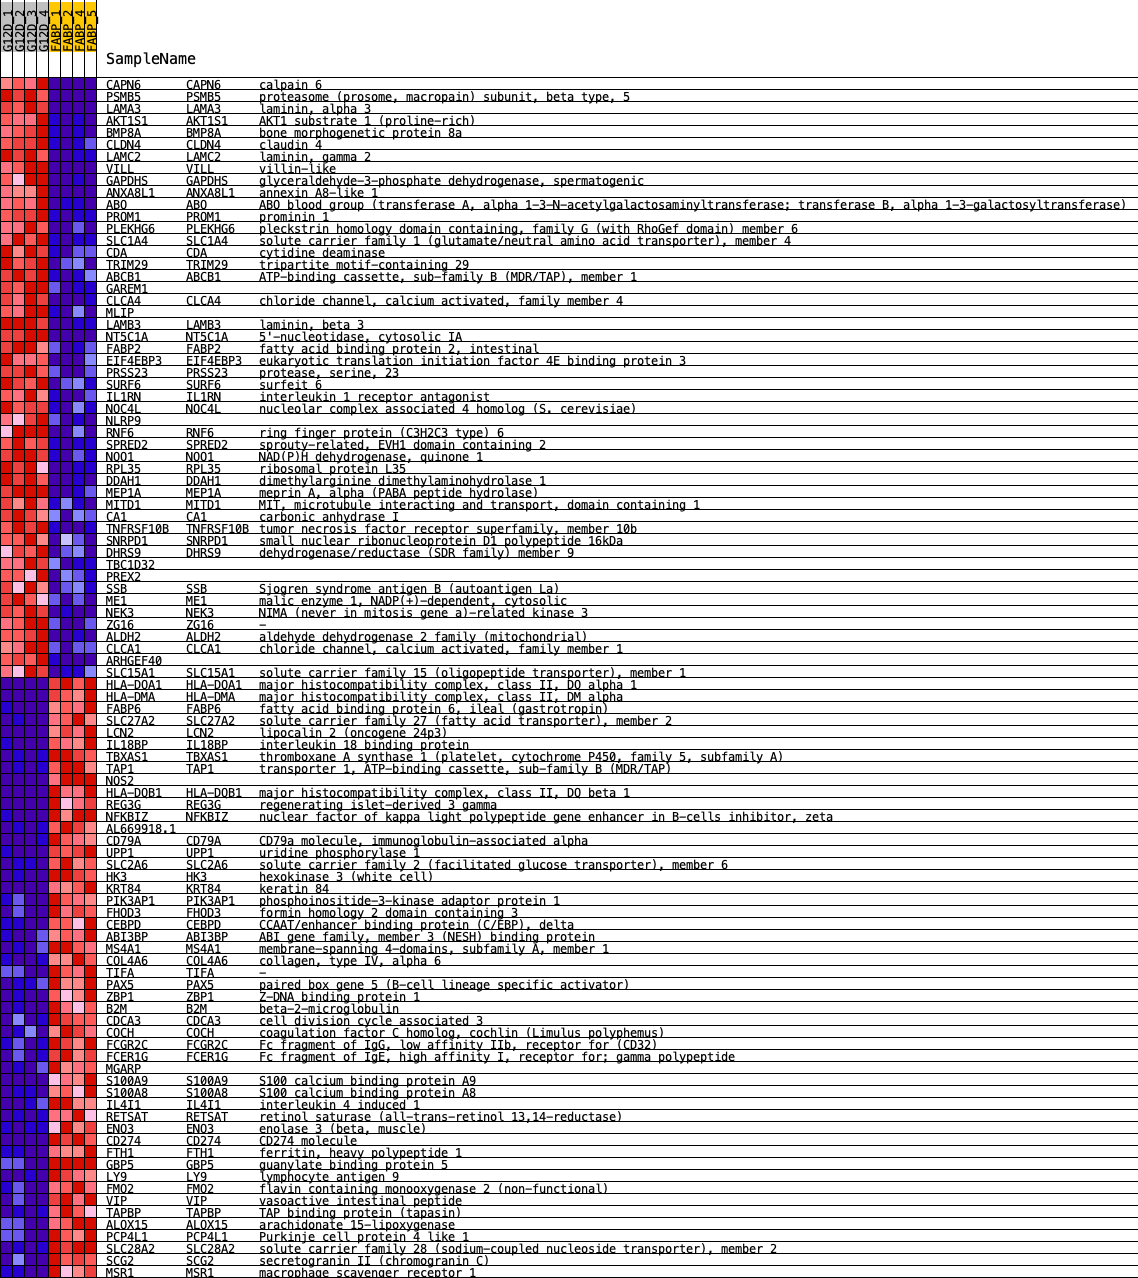 G12D_1 G12D_2 G12D_3 G12D_4 FABP_1 FABP_2 FABP_4 FABP_5
SampleName
CAPN6 CAPN6 calpain 6
PSMB5 PSMB5 proteasome (prosome, macropain) subunit, beta type, 5
LAMA3 LAMA3 laminin, alpha 3
AKT1S1 AKT1S1 AKT1 substrate 1 (proline-rich)
BMP8A BMP8A bone morphogenetic protein 8a
CLDN4 CLDN4 claudin 4
LAMC2 LAMC2 laminin, gamma 2
VILL VILL villin-like
GAPDHS GAPDHS glyceraldehyde-3-phosphate dehydrogenase, spermatogenic
ANXA8L1 ANXA8L1 annexin A8-like 1
ABO ABO ABO blood group (transferase A, alpha 1-3-N-acetylgalactosaminyltransferase; transferase B, alpha 1-3-galactosyltransferase)
PROM1 PROM1 prominin 1
PLEKHG6 PLEKHG6 pleckstrin homology domain containing, family G (with RhoGef domain) member 6
SLC1A4 SLC1A4 solute carrier family 1 (glutamate/neutral amino acid transporter), member 4
CDA CDA cytidine deaminase
TRIM29 TRIM29 tripartite motif-containing 29
ABCB1 ABCB1 ATP-binding cassette, sub-family B (MDR/TAP), member 1
GAREM1
CLCA4 CLCA4 chloride channel, calcium activated, family member 4
MLIP
LAMB3 LAMB3 laminin, beta 3
NT5C1A NT5C1A 5'-nucleotidase, cytosolic IA
FABP2 FABP2 fatty acid binding protein 2, intestinal
EIF4EBP3 EIF4EBP3 eukaryotic translation initiation factor 4E binding protein 3
PRSS23 PRSS23 protease, serine, 23
SURF6 SURF6 surfeit 6
IL1RN IL1RN interleukin 1 receptor antagonist
NOC4L NOC4L nucleolar complex associated 4 homolog (S. cerevisiae)
NLRP9
RNF6 RNF6 ring finger protein (C3H2C3 type) 6
SPRED2 SPRED2 sprouty-related, EVH1 domain containing 2
NQO1 NQO1 NAD(P)H dehydrogenase, quinone 1
RPL35 RPL35 ribosomal protein L35
DDAH1 DDAH1 dimethylarginine dimethylaminohydrolase 1
MEP1A MEP1A meprin A, alpha (PABA peptide hydrolase)
MITD1 MITD1 MIT, microtubule interacting and transport, domain containing 1
CA1 CA1 carbonic anhydrase I
TNFRSF10B TNFRSF10B tumor necrosis factor receptor superfamily, member 10b
SNRPD1 SNRPD1 small nuclear ribonucleoprotein D1 polypeptide 16kDa
DHRS9 DHRS9 dehydrogenase/reductase (SDR family) member 9
TBC1D32
PREX2
SSB SSB Sjogren syndrome antigen B (autoantigen La)
ME1 ME1 malic enzyme 1, NADP(+)-dependent, cytosolic
NEK3 NEK3 NIMA (never in mitosis gene a)-related kinase 3
ZG16 ZG16 -
ALDH2 ALDH2 aldehyde dehydrogenase 2 family (mitochondrial)
CLCA1 CLCA1 chloride channel, calcium activated, family member 1
ARHGEF40
SLC15A1 SLC15A1 solute carrier family 15 (oligopeptide transporter), member 1
HLA-DQA1 HLA-DQA1 major histocompatibility complex, class II, DQ alpha 1
HLA-DMA HLA-DMA major histocompatibility complex, class II, DM alpha
FABP6 FABP6 fatty acid binding protein 6, ileal (gastrotropin)
SLC27A2 SLC27A2 solute carrier family 27 (fatty acid transporter), member 2
LCN2 LCN2 lipocalin 2 (oncogene 24p3)
IL18BP IL18BP interleukin 18 binding protein
TBXAS1 TBXAS1 thromboxane A synthase 1 (platelet, cytochrome P450, family 5, subfamily A)
TAP1 TAP1 transporter 1, ATP-binding cassette, sub-family B (MDR/TAP)
NOS2
HLA-DQB1 HLA-DQB1 major histocompatibility complex, class II, DQ beta 1
REG3G REG3G regenerating islet-derived 3 gamma
NFKBIZ NFKBIZ nuclear factor of kappa light polypeptide gene enhancer in B-cells inhibitor, zeta
AL669918.1
CD79A CD79A CD79a molecule, immunoglobulin-associated alpha
UPP1 UPP1 uridine phosphorylase 1
SLC2A6 SLC2A6 solute carrier family 2 (facilitated glucose transporter), member 6
HK3 HK3 hexokinase 3 (white cell)
KRT84 KRT84 keratin 84
PIK3AP1 PIK3AP1 phosphoinositide-3-kinase adaptor protein 1
FHOD3 FHOD3 formin homology 2 domain containing 3
CEBPD CEBPD CCAAT/enhancer binding protein (C/EBP), delta
ABI3BP ABI3BP ABI gene family, member 3 (NESH) binding protein
MS4A1 MS4A1 membrane-spanning 4-domains, subfamily A, member 1
COL4A6 COL4A6 collagen, type IV, alpha 6
TIFA TIFA -
PAX5 PAX5 paired box gene 5 (B-cell lineage specific activator)
ZBP1 ZBP1 Z-DNA binding protein 1
B2M B2M beta-2-microglobulin
CDCA3 CDCA3 cell division cycle associated 3
COCH COCH coagulation factor C homolog, cochlin (Limulus polyphemus)
FCGR2C FCGR2C Fc fragment of IgG, low affinity IIb, receptor for (CD32)
FCER1G FCER1G Fc fragment of IgE, high affinity I, receptor for; gamma polypeptide
MGARP
S100A9 S100A9 S100 calcium binding protein A9
S100A8 S100A8 S100 calcium binding protein A8
IL4I1 IL4I1 interleukin 4 induced 1
RETSAT RETSAT retinol saturase (all-trans-retinol 13,14-reductase)
ENO3 ENO3 enolase 3 (beta, muscle)
CD274 CD274 CD274 molecule
FTH1 FTH1 ferritin, heavy polypeptide 1
GBP5 GBP5 guanylate binding protein 5
LY9 LY9 lymphocyte antigen 9
FMO2 FMO2 flavin containing monooxygenase 2 (non-functional)
VIP VIP vasoactive intestinal peptide
TAPBP TAPBP TAP binding protein (tapasin)
ALOX15 ALOX15 arachidonate 15-lipoxygenase
PCP4L1 PCP4L1 Purkinje cell protein 4 like 1
SLC28A2 SLC28A2 solute carrier family 28 (sodium-coupled nucleoside transporter), member 2
SCG2 SCG2 secretogranin II (chromogranin C)
MSR1 MSR1 macrophage scavenger receptor 1